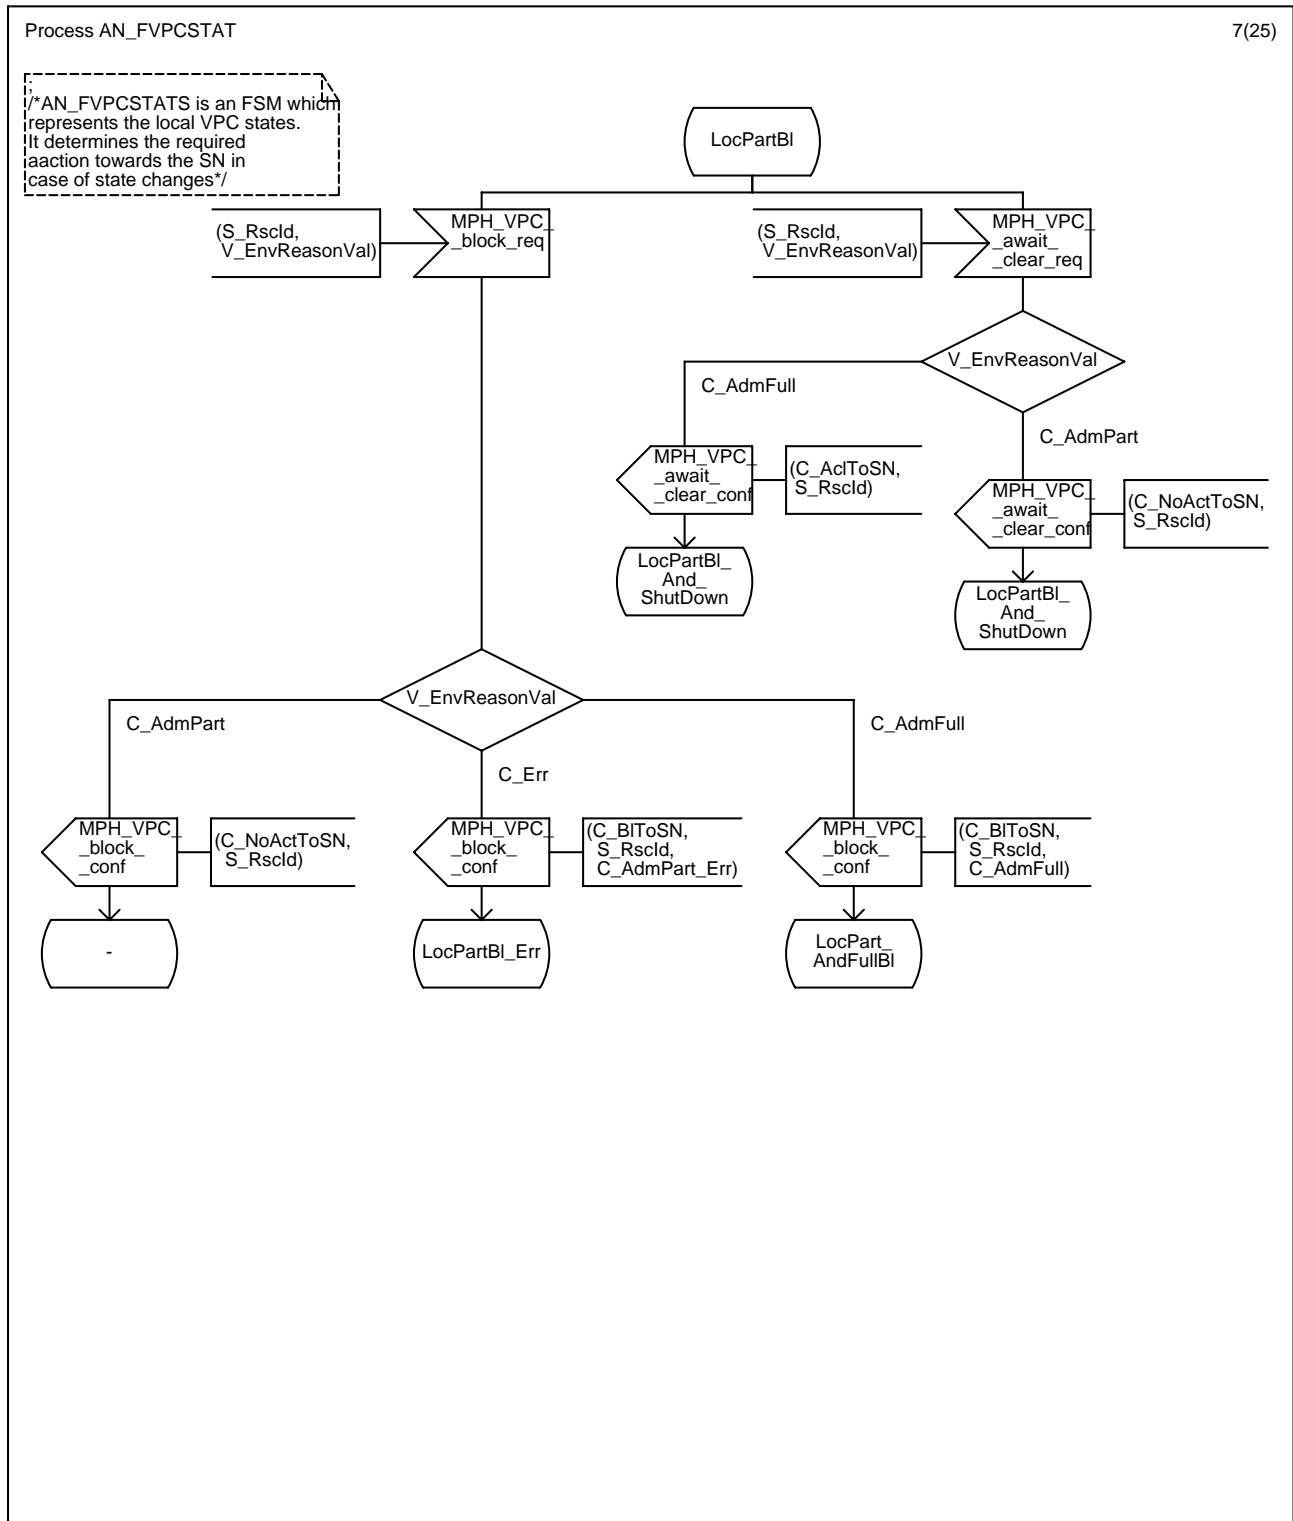 Process AN_FVPCSTAT
7(25)
;
/*AN_FVPCSTATS is an FSM which
represents the local VPC states.
It determines the required
aaction towards the SN in
case of state changes*/
LocPartBl
(S_RscId,
V_EnvReasonVal)
MPH_VPC_
_block_req
(S_RscId,
V_EnvReasonVal)
MPH_VPC_
_await_
_clear_req
V_EnvReasonVal
C_AdmFull
C_AdmPart
MPH_VPC_
_await_
_clear_conf
(C_AclToSN,
S_RscId)
MPH_VPC_
_await_
_clear_conf
(C_NoActToSN,
S_RscId)
LocPartBl_
And_
ShutDown
LocPartBl_
And_
ShutDown
V_EnvReasonVal
C_AdmPart
C_Err
C_AdmFull
MPH_VPC_
_block_
_conf
(C_NoActToSN,
S_RscId)
MPH_VPC_
_block_
_conf
(C_BlToSN,
S_RscId,
C_AdmPart_Err)
MPH_VPC_
_block_
_conf
(C_BlToSN,
S_RscId,
C_AdmFull)
-
LocPartBl_Err
LocPart_
AndFullBl